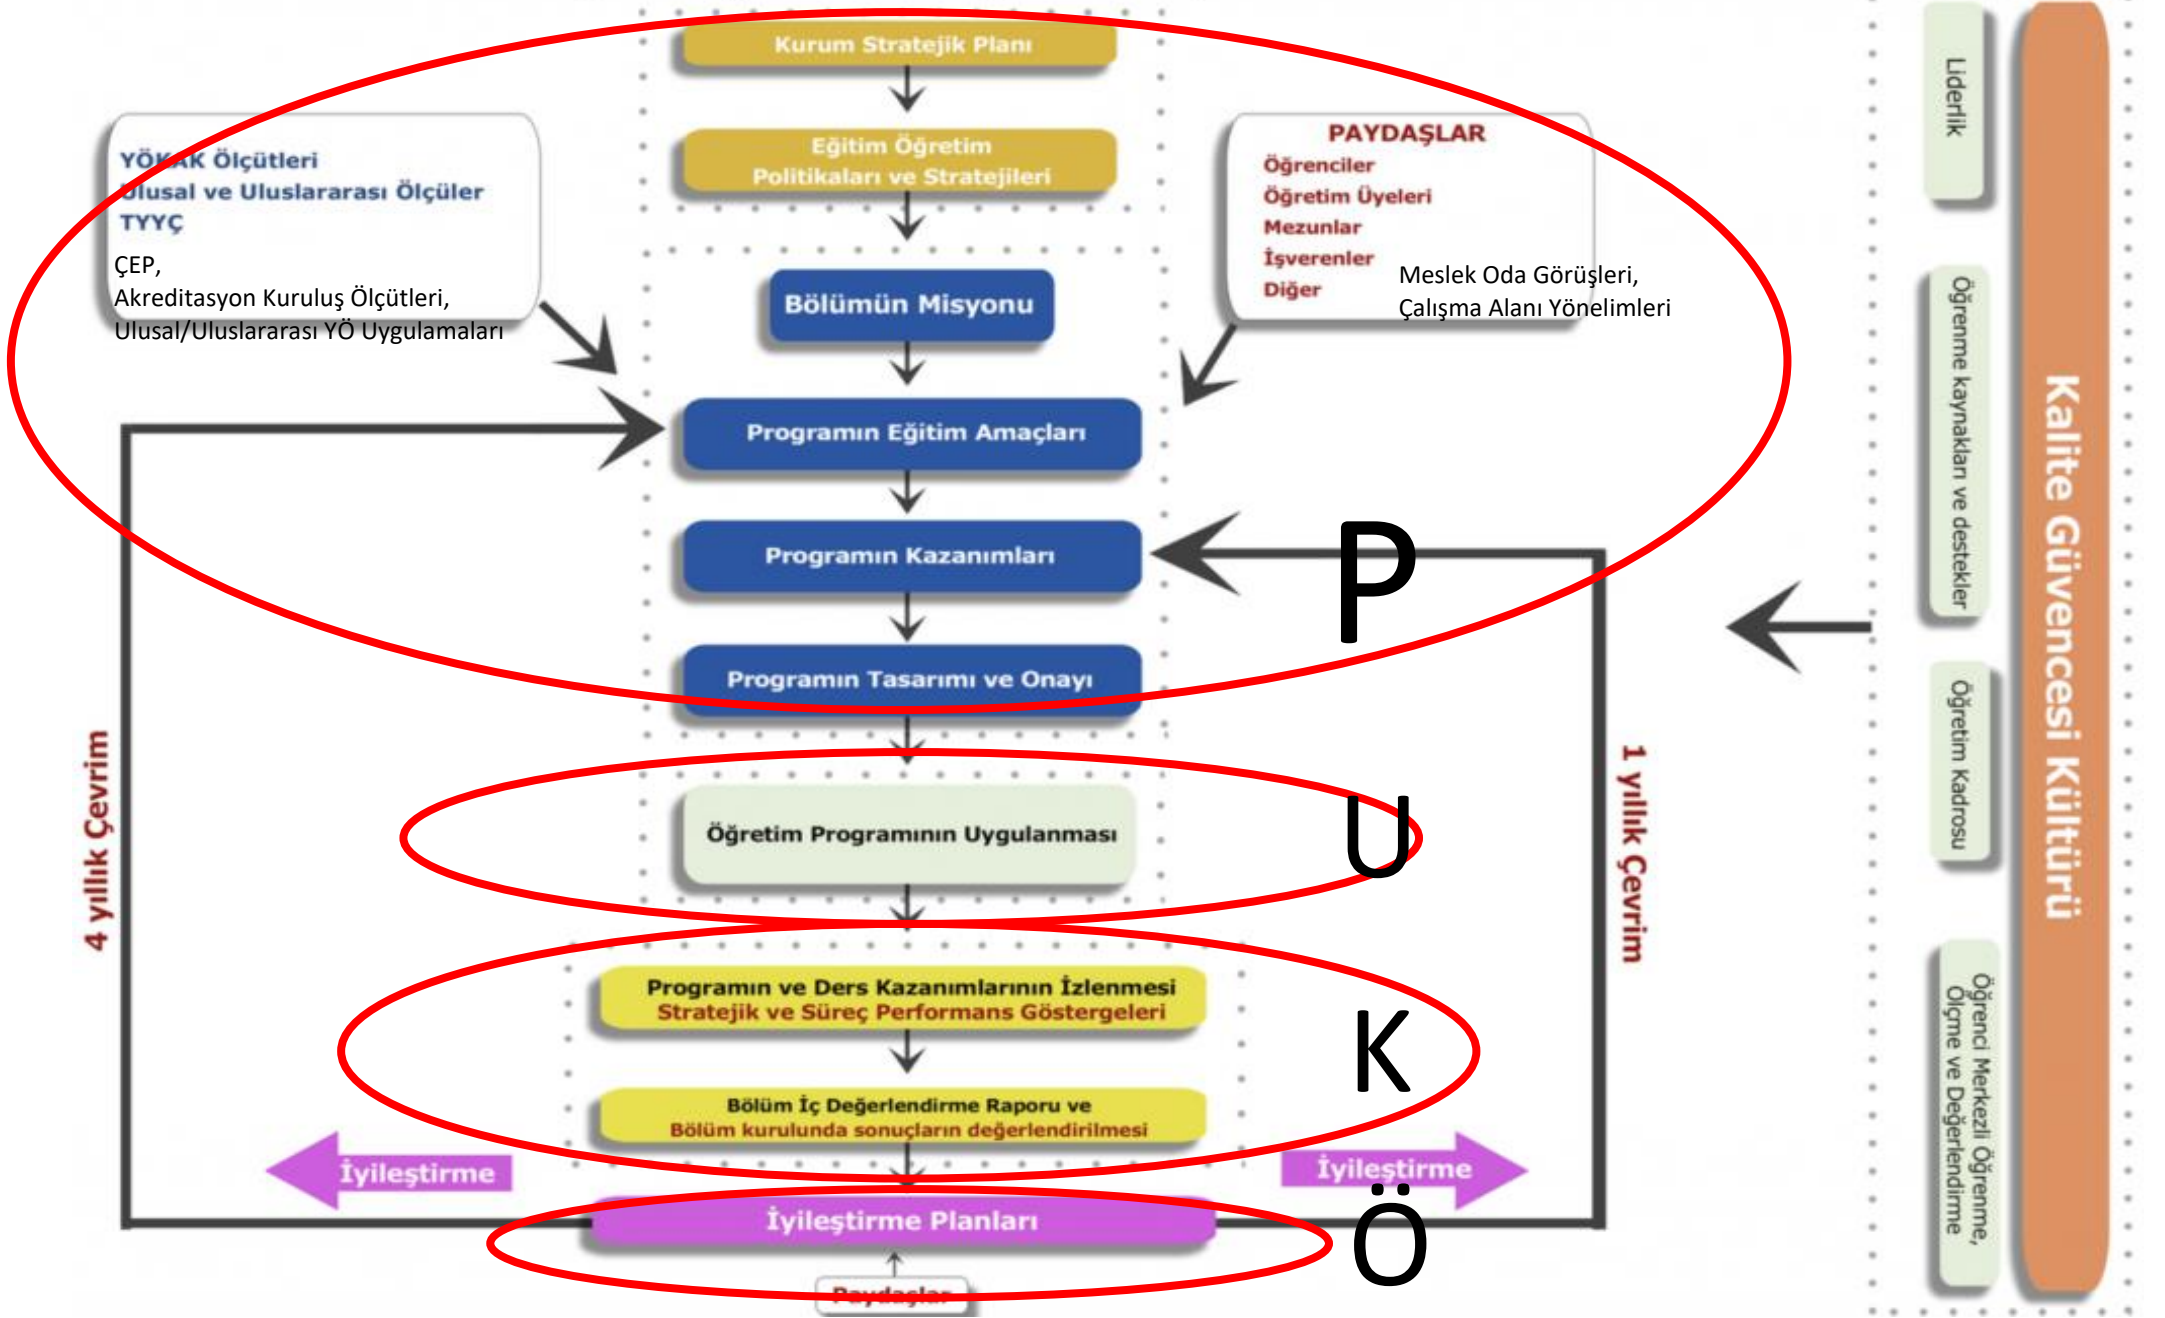 Kurum Stratejik Planı
Eğitim Öğretim
Politikaları ve Stratejileri
YÖKAK Ölçütleri
Ulusal ve Uluslararası Ölçüler
TYYÇ
ÇEP,
Akreditasyon Kuruluş Ölçütleri,
Ulusal/Uluslararası YÖ Uygulamaları
PAYDAŞLAR
Öğrenciler
Öğretim Üyeleri
Mezunlar
İşverenler
Diğer
Meslek Oda Görüşleri,
Çalışma Alanı Yönelimleri
Bölümün Misyonu
Programın Eğitim Amaçları
Programın Kazanımları
Programın Tasarımı ve Onayı
P
Öğretim Programının Uygulanması
U
Programın ve Ders Kazanımlarının İzlenmesi
Stratejik ve Süreç Performans Göstergeleri
Bölüm İç Değerlendirme Raporu ve
Bölüm kurulunda sonuçların değerlendirilmesi
K
İyileştirme
İyileştirme
İyileştirme Planları
Ö
Paydaşlar
4 yıllık Çevrim
1 yıllık Çevrim
Liderlik
Öğrenme kaynakları ve destekler
Öğretim Kadrosu
Öğrenci Merkezli Öğrenme,
Ölçme ve Değerlendirme
Kalite Güvencesi Kültürü